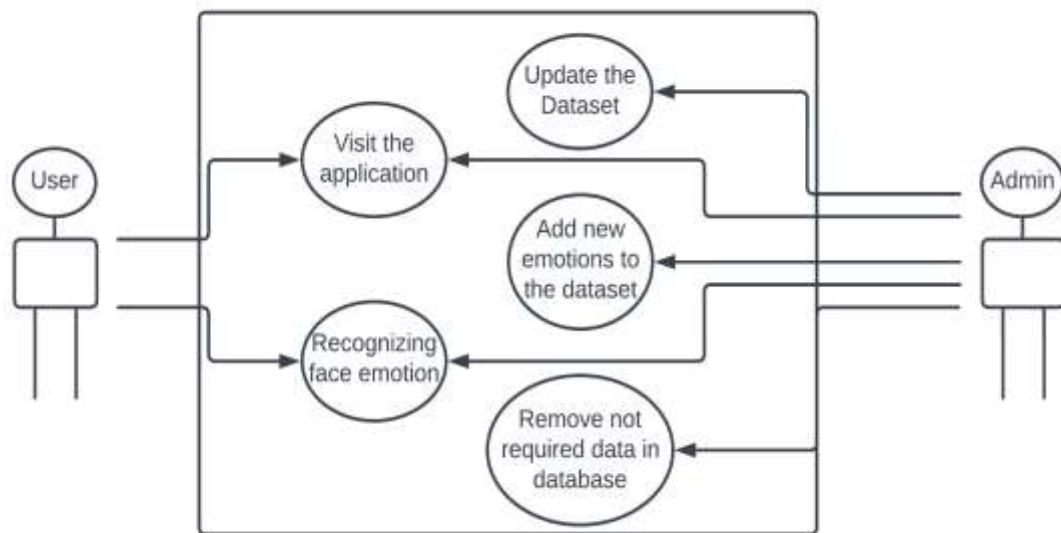 User
Visit the
application
Recognizing
face emotion
Update the
Dataset
Add new
emotions to
the dataset
Remove not
required data in
database
Admin